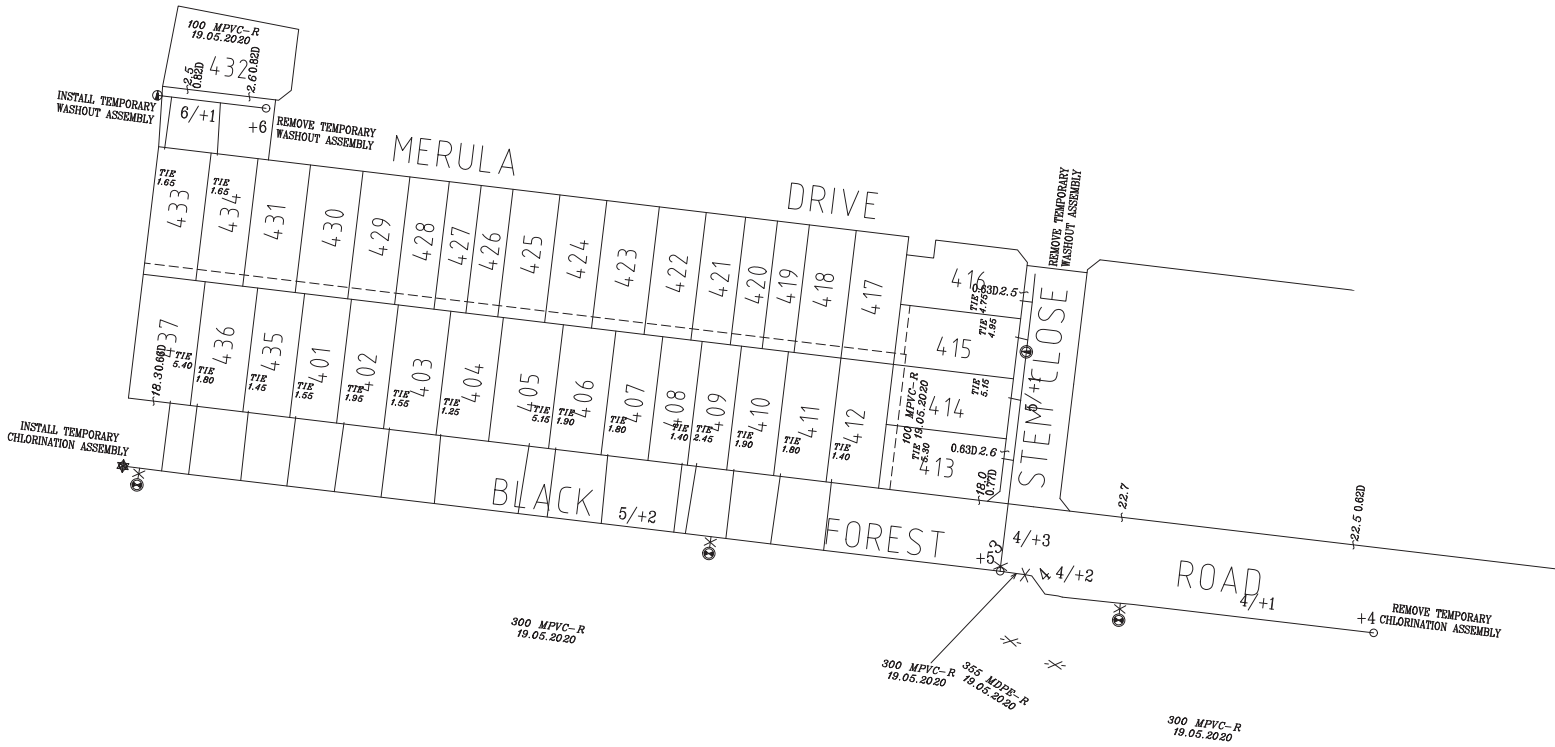 100 MPVC-R
19.05.2020
432
2.5
0.82D
2.6 0.82D
INSTALL TEMPORARY
WASHOUT ASSEMBLY
6/+1
+6
REMOVE TEMPORARY
WASHOUT ASSEMBLY
MERULA
DRIVE
REMOVE TEMPORARY
WASHOUT ASSEMBLY
TIE
1.65
433
TIE
1.65
434
431
430
429
428
427
426
425
424
423
422
421
420
419
418
417
416
0.63D 2.5
TIE
4.75
TIE
4.95
415
STEM CLOSE
5/+1
TIE
5.15
414
100 MPVC-R
19.05.2020
TIE
5.30
413
0.63D 2.6
18.0
0.77D
437
18.3 0.66D
TIE
5.40
436
TIE
1.80
435
TIE
1.45
401
TIE
1.55
402
TIE
1.95
403
TIE
1.55
404
TIE
1.25
405
TIE
5.15
406
TIE
1.90
407
TIE
1.80
408
TIE
1.40
409
TIE
2.45
410
TIE
1.90
411
TIE
1.80
412
TIE
1.40
INSTALL TEMPORARY
CHLORINATION ASSEMBLY
BLACK
5/+2
FOREST
+5
3
4/+3
4
4/+2
ROAD
4/+1
22.7
22.5 0.62D
+4
REMOVE TEMPORARY
CHLORINATION ASSEMBLY
300 MPVC-R
19.05.2020
300 MPVC-R
19.05.2020
355 MDPE-R
19.05.2020
300 MPVC-R
19.05.2020